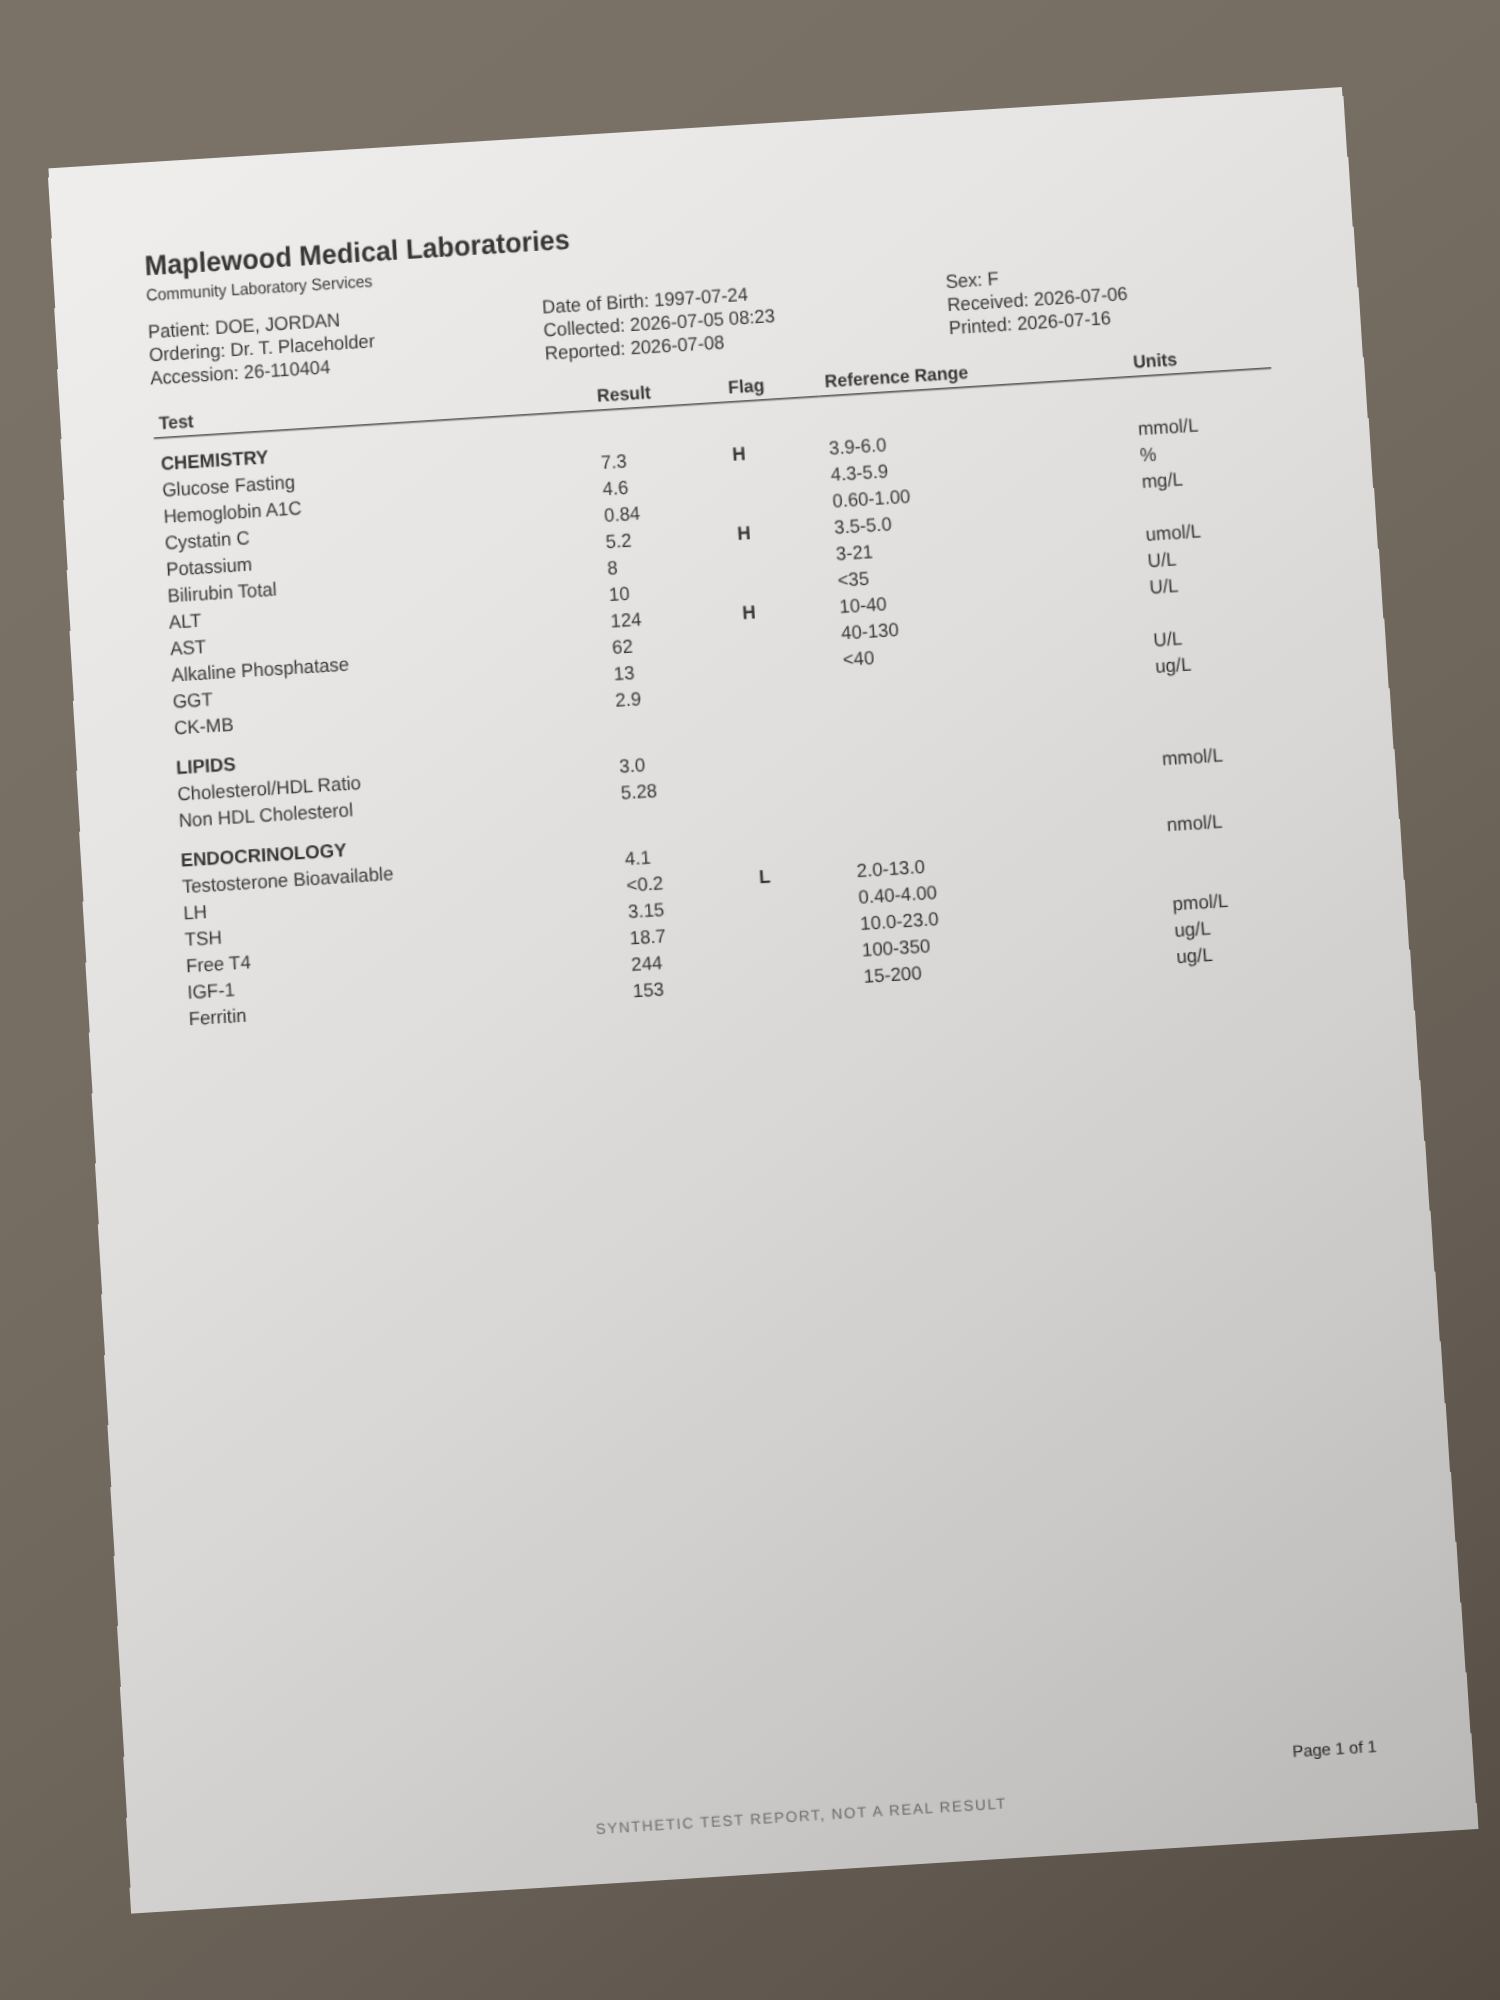 Maplewood Medical Laboratories
Community Laboratory Services
Patient: DOE, JORDAN Date of Birth: 1997-07-24 Sex: F
Ordering: Dr. T. Placeholder Collected: 2026-07-05 08:23 Received: 2026-07-06
Accession: 26-110404 Reported: 2026-07-08 Printed: 2026-07-16
Test Result Flag Reference Range Units
CHEMISTRY
Glucose Fasting 7.3 H 3.9-6.0 mmol/L
Hemoglobin A1C 4.6 4.3-5.9 %
Cystatin C 0.84 0.60-1.00 mg/L
Potassium 5.2 H 3.5-5.0
Bilirubin Total 8 3-21 umol/L
ALT 10 <35 U/L
AST 124 H 10-40 U/L
Alkaline Phosphatase 62 40-130
GGT 13 <40 U/L
CK-MB 2.9 ug/L
LIPIDS
Cholesterol/HDL Ratio 3.0
Non HDL Cholesterol 5.28 mmol/L
ENDOCRINOLOGY
Testosterone Bioavailable 4.1 nmol/L
LH <0.2 L 2.0-13.0
TSH 3.15 0.40-4.00
Free T4 18.7 10.0-23.0 pmol/L
IGF-1 244 100-350 ug/L
Ferritin 153 15-200 ug/L
Page 1 of 1
SYNTHETIC TEST REPORT, NOT A REAL RESULT